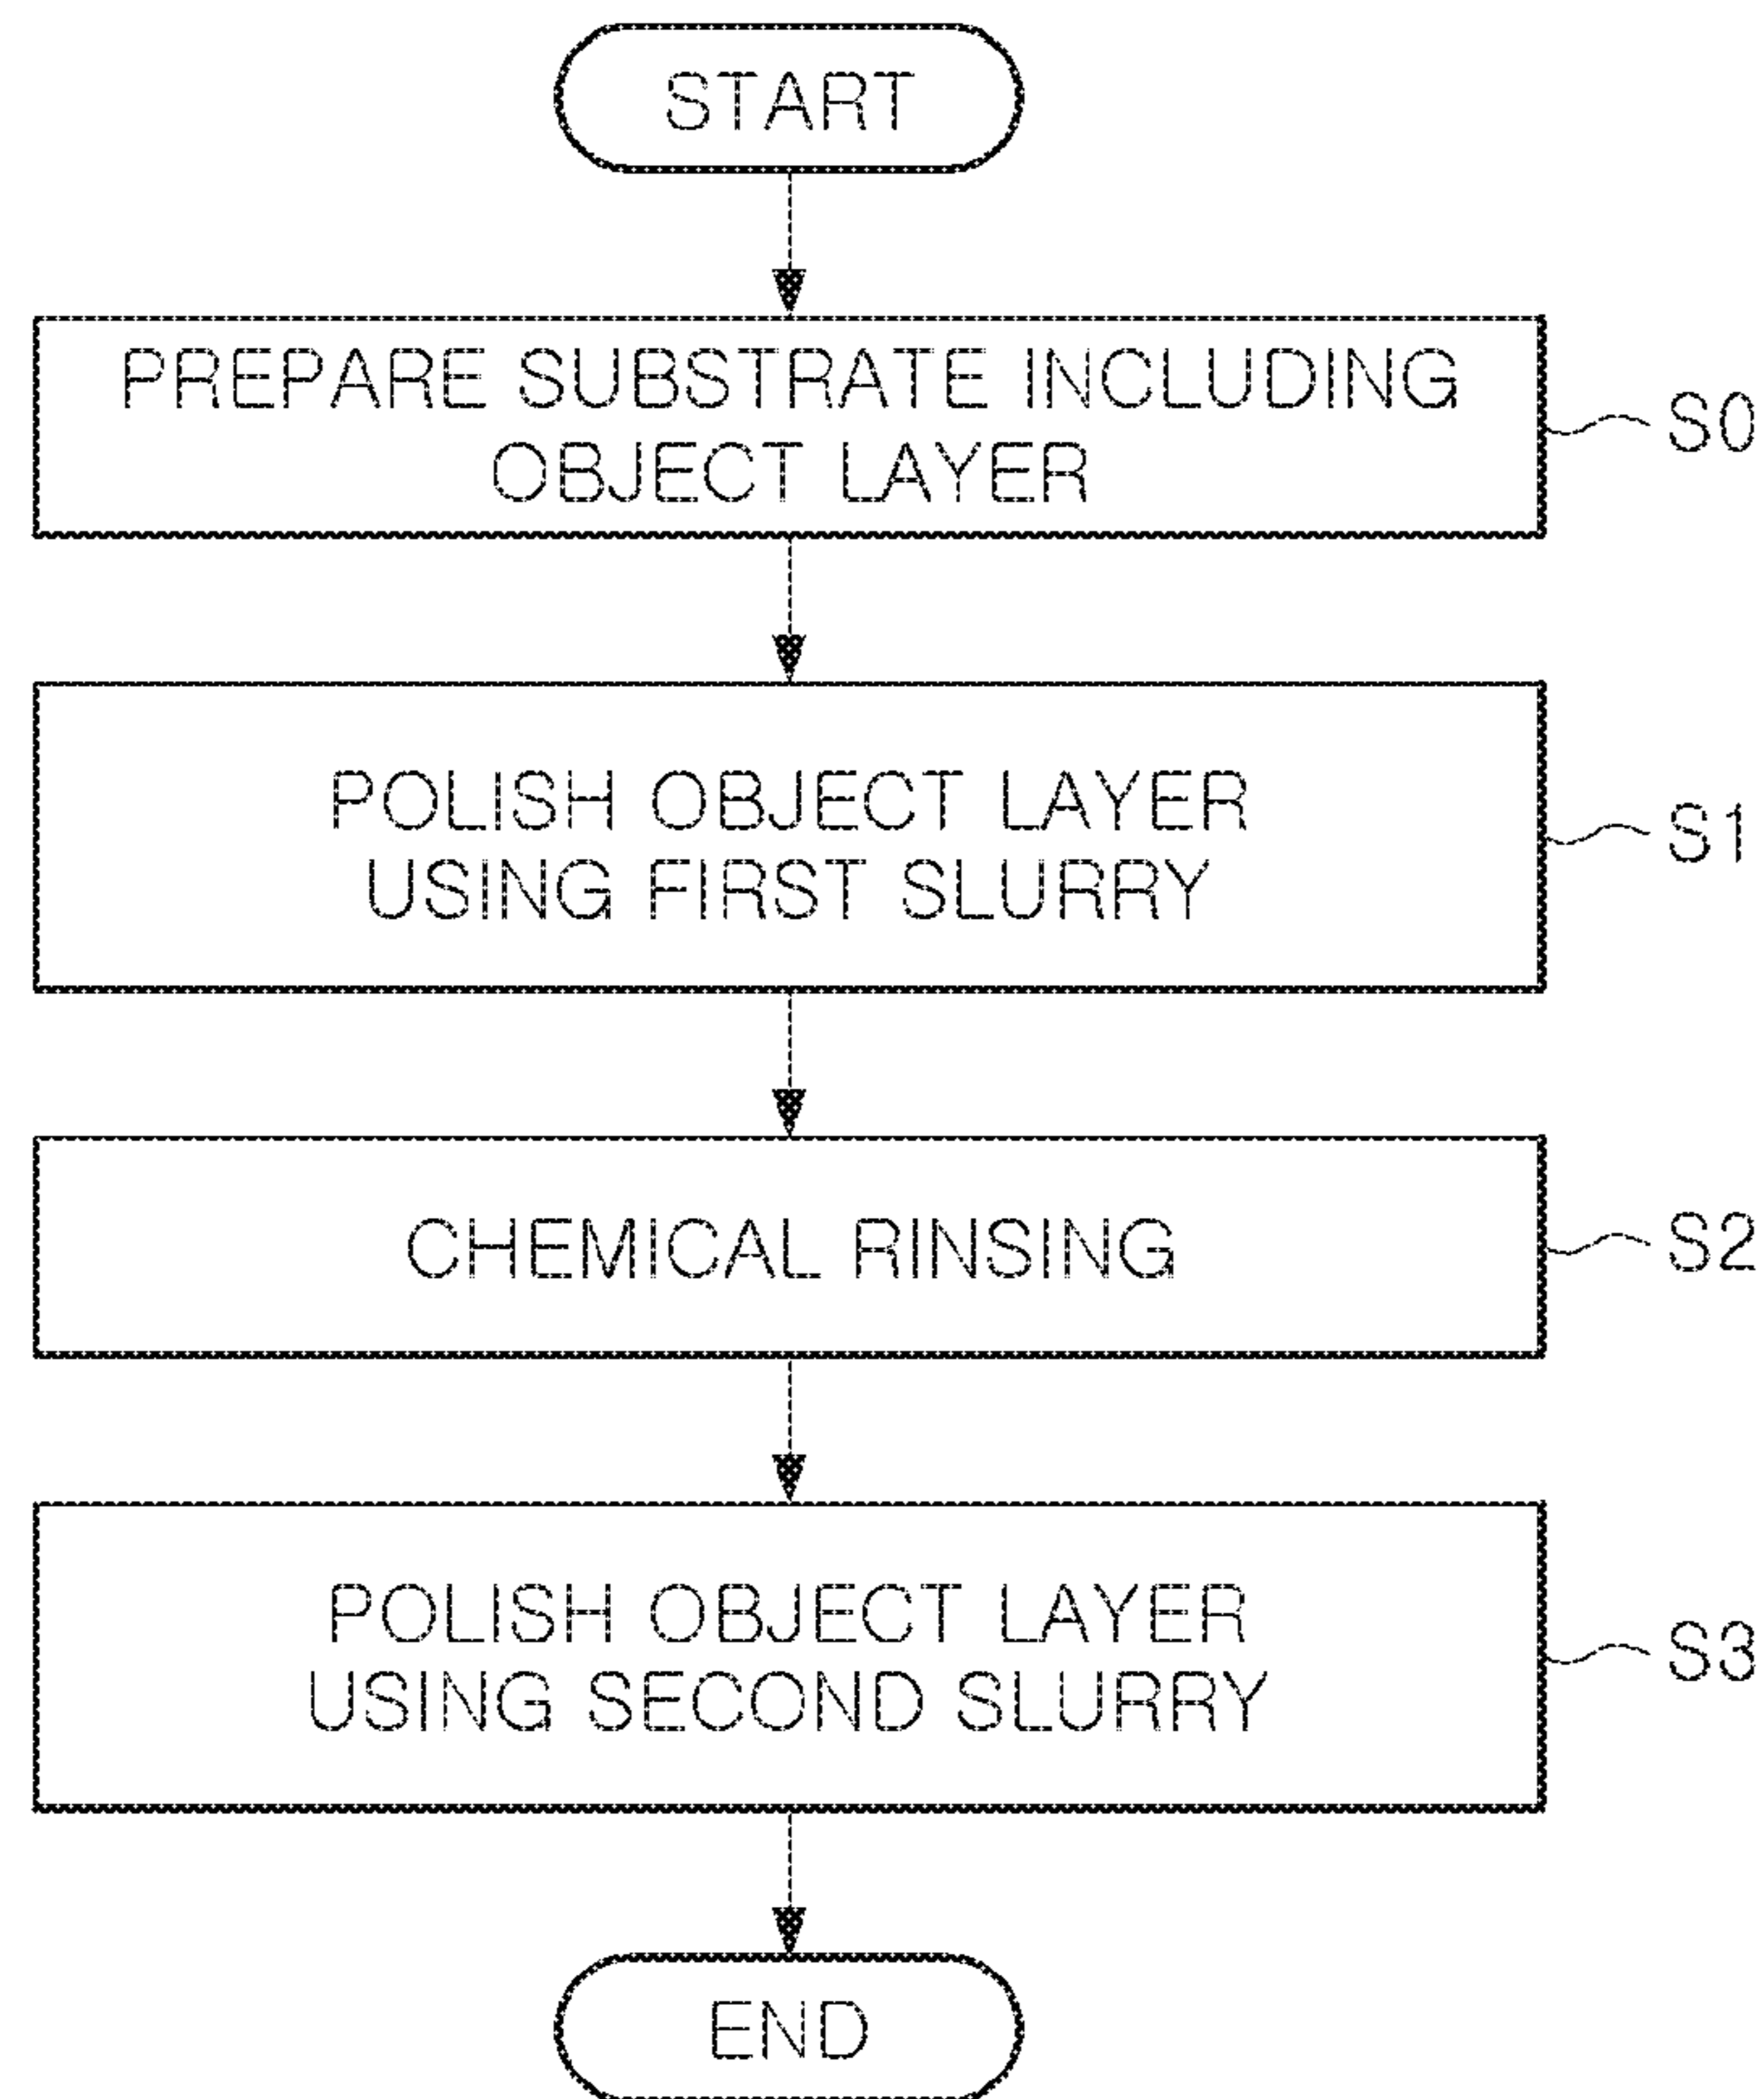 START
PREPARE SUBSTRATE INCLUDING
OBJECT LAYER
S0
POLISH OBJECT LAYER
USING FIRST SLURRY
S1
CHEMICAL RINSING
S2
POLISH OBJECT LAYER
USING SECOND SLURRY
S3
END